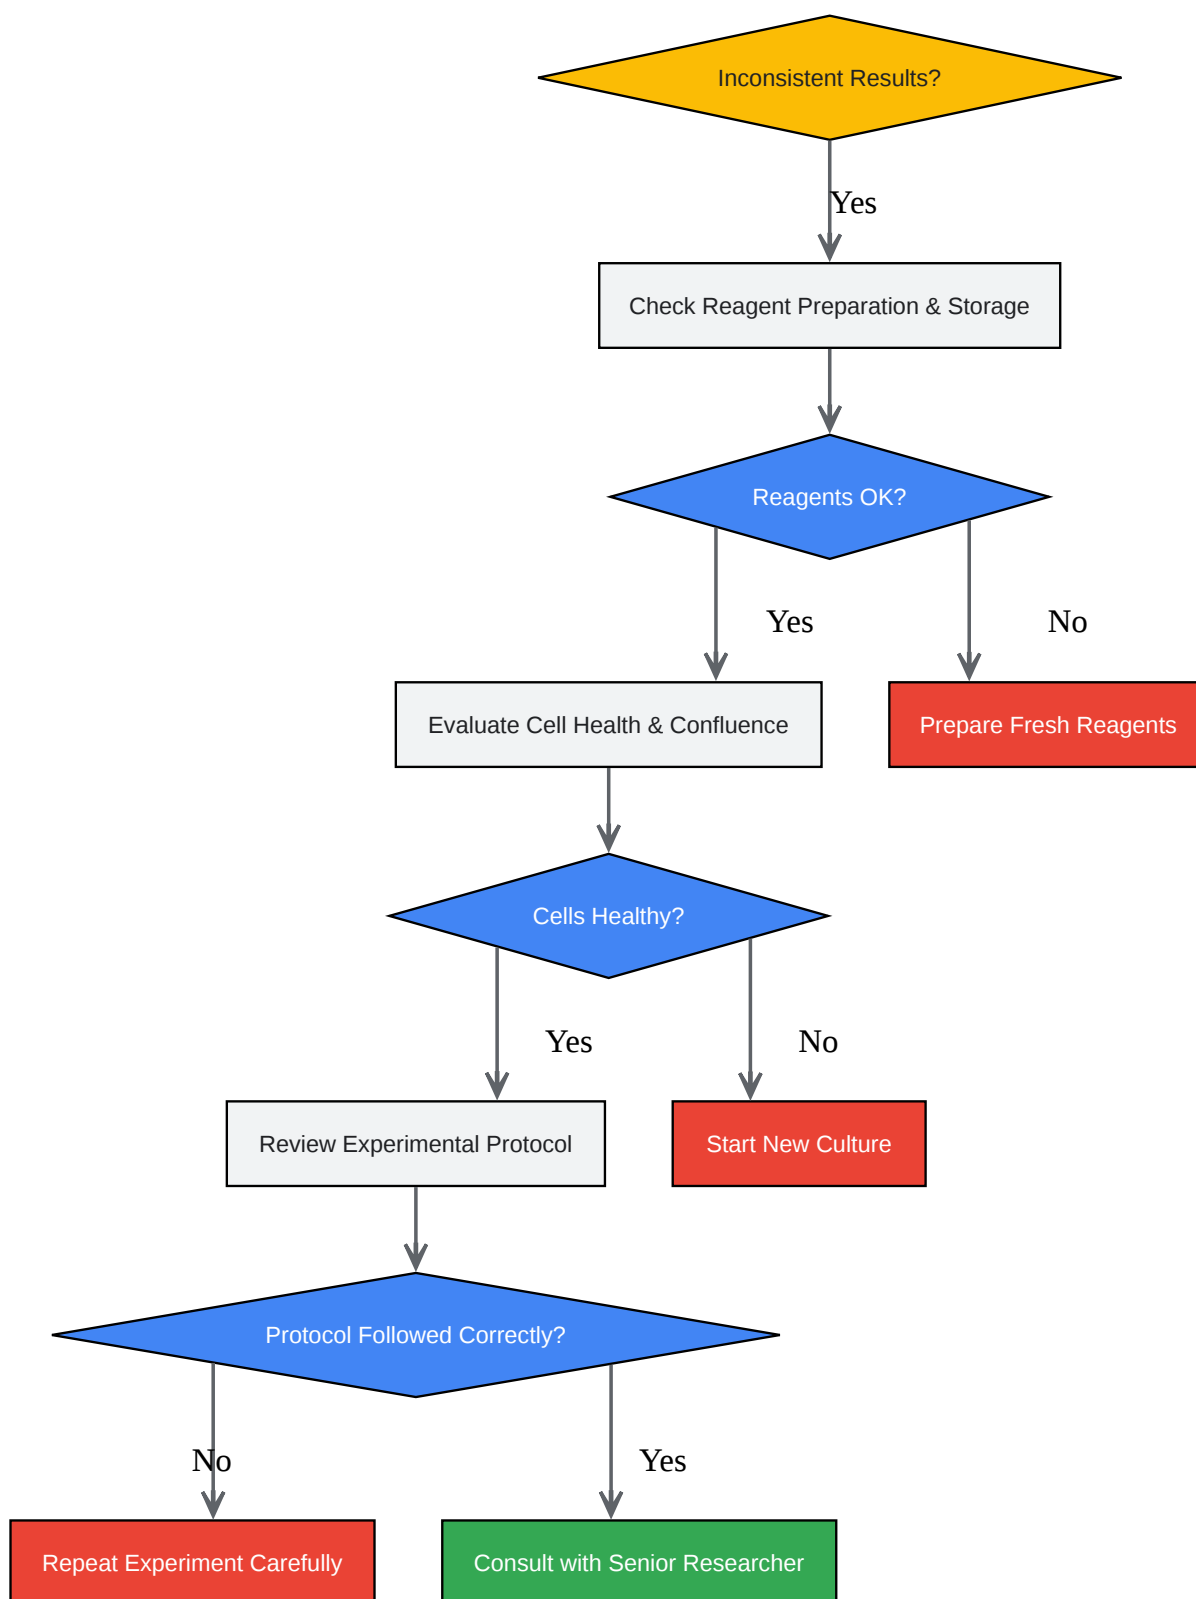 Inconsistent Results?
Yes
Check Reagent Preparation & Storage
Reagents OK?
Yes
No
Evaluate Cell Health & Confluence
Prepare Fresh Reagents
Cells Healthy?
Yes
No
Review Experimental Protocol
Start New Culture
Protocol Followed Correctly?
No
Yes
Repeat Experiment Carefully
Consult with Senior Researcher